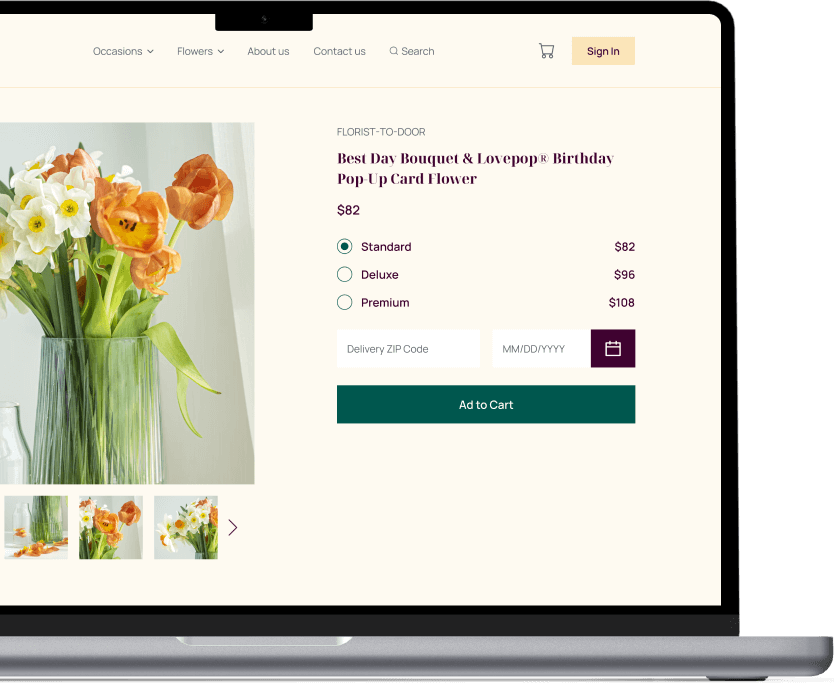 Occasions Flowers About us Contact us Search Sign In
FLORIST-TO-DOOR
Best Day Bouquet & Lovepop® Birthday
Pop-Up Card Flower
$82
Standard $82
Deluxe $96
Premium $108
Delivery ZIP Code MM/DD/YYYY
Ad to Cart